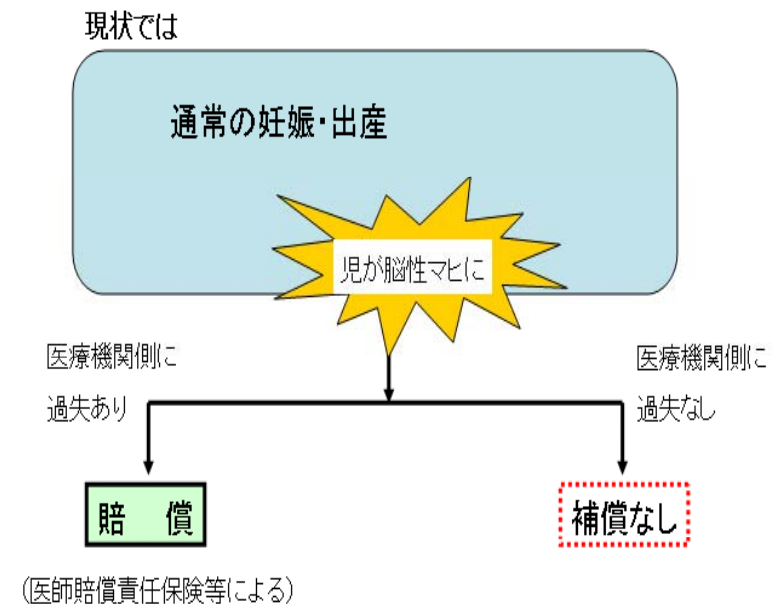 現状では
通常の妊娠・出産
児が脳性マヒに
医療機関側に
過失あり
医療機関側に
過失なし
賠　償
補償なし
（医師賠償責任保険等による）